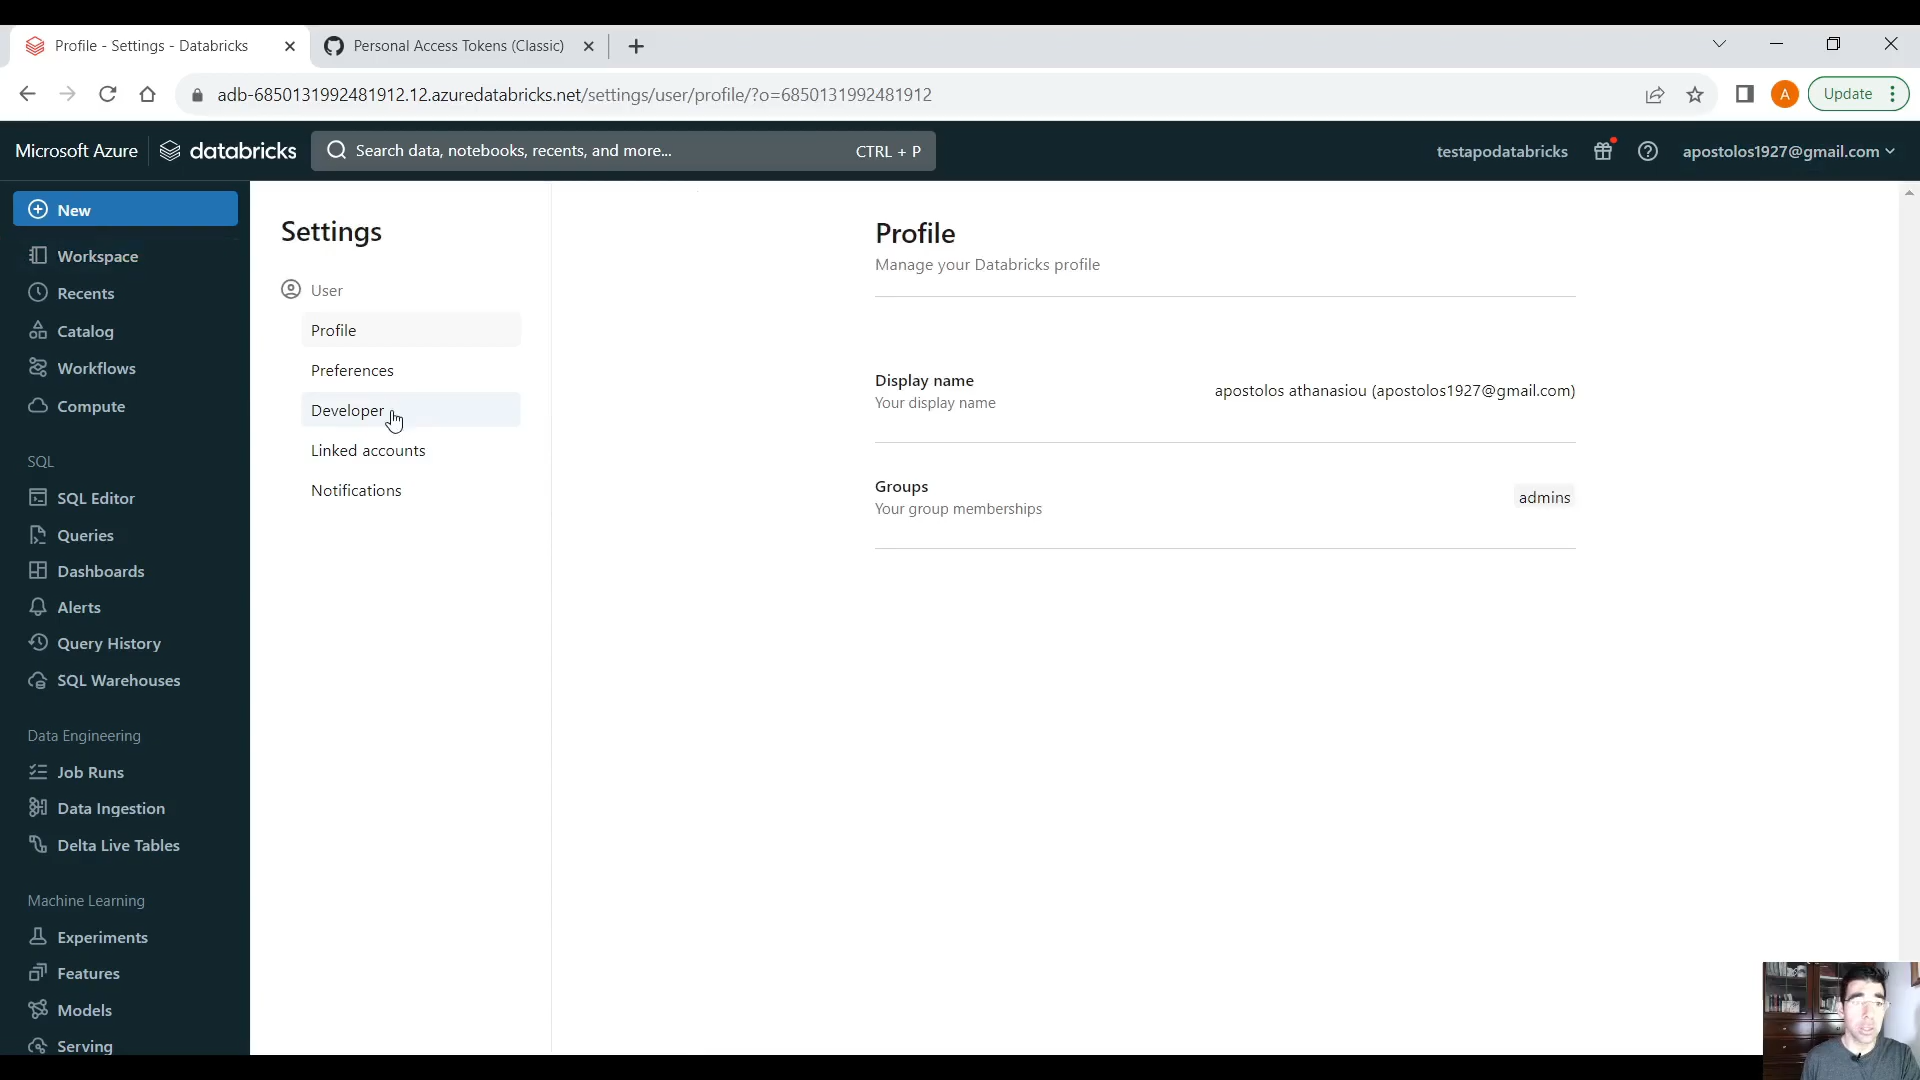 Profile - Settings - Databricks
Personal Access Tokens (Classic)
adb-6850131992481912.12.azuredatabricks.net/settings/user/profile/?o=6850131992481912
A
Update
Microsoft Azure
databricks
Search data, notebooks, recents, and more...
CTRL + P
testapodatabricks
apostolos1927@gmail.com
New
Workspace
Recents
Catalog
Workflows
Compute
SQL
SQL Editor
Queries
Dashboards
Alerts
Query History
SQL Warehouses
Data Engineering
Job Runs
Data Ingestion
Delta Live Tables
Machine Learning
Experiments
Features
Models
Serving
Settings
User
Profile
Preferences
Developer
Linked accounts
Notifications
Profile
Manage your Databricks profile
Display name
Your display name
apostolos athanasiou (apostolos1927@gmail.com)
Groups
Your group memberships
admins